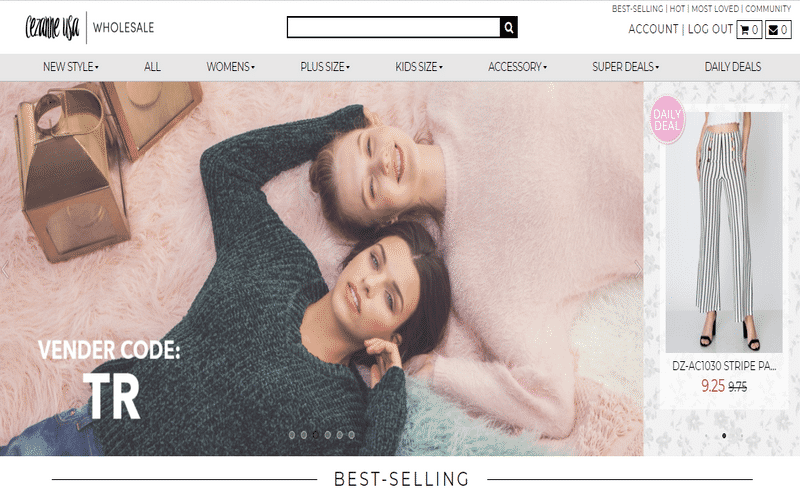 BEST-SELLING | HOT | MOST LOVED | COMMUNITY
cezanne usa WHOLESALE
ACCOUNT | LOG OUT 0 0
NEW STYLE ALL WOMENS PLUS SIZE KIDS SIZE ACCESSORY SUPER DEALS DAILY DEALS
DAILY
DEAL
VENDER CODE:
TR
DZ-AC1030 STRIPE PA...
9.25 9.75
BEST-SELLING